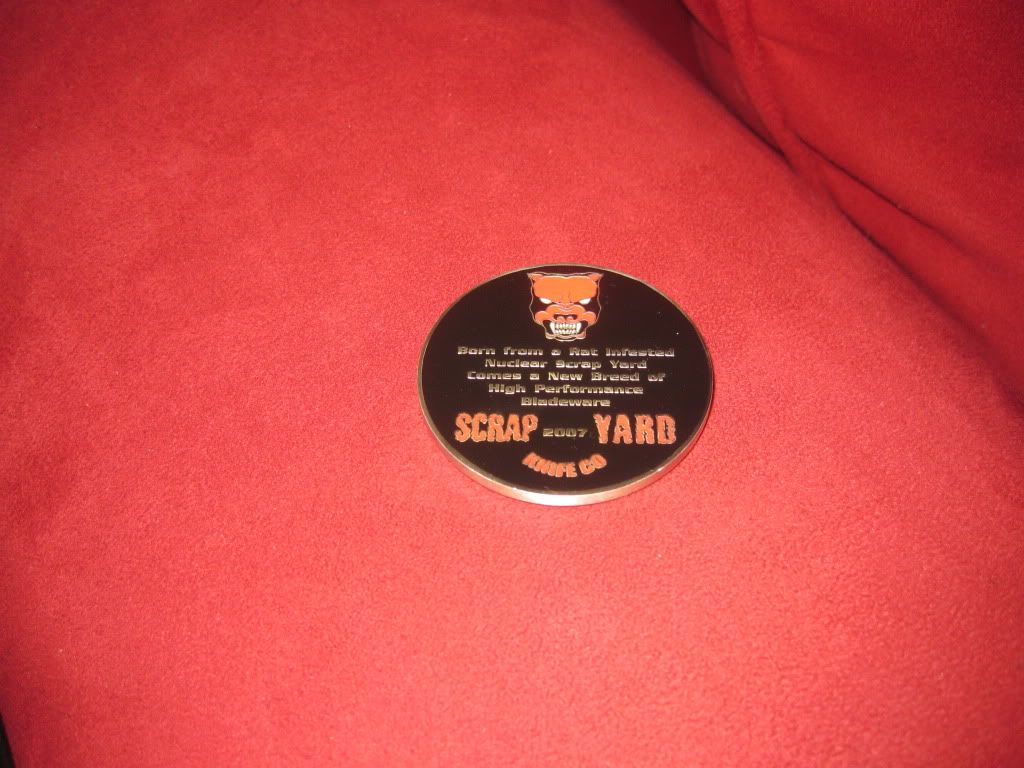 Born from a Rat Infested
Nuclear Scrap Yard
Comes a New Breed of
High Performance
Bladeware
SCRAP 2007 YARD
KNIFE CO